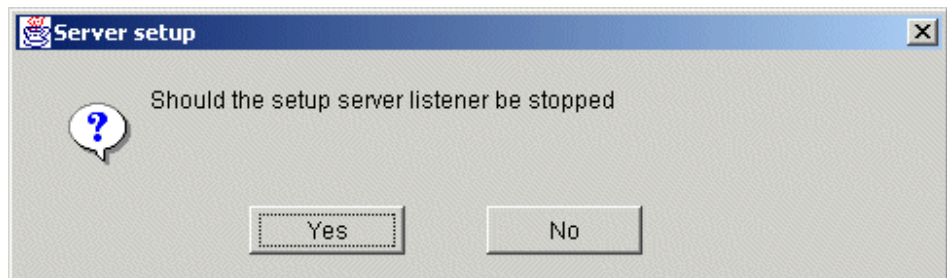 Server setup
Should the setup server listener be stopped
?
Yes No